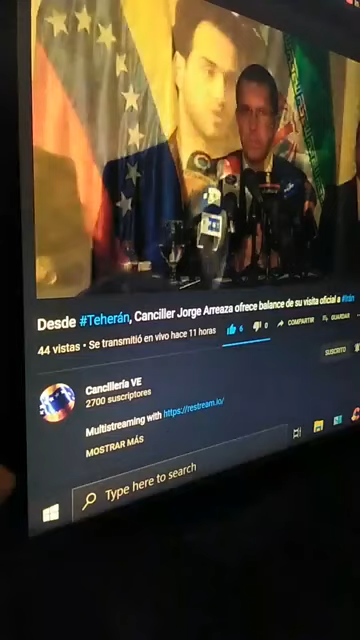 Desde #Teherán, Canciller Jorge Arreaza ofrece balance de su visita oficial a #Irán
44 vistas • Se transmitió en vivo hace 11 horas
6
0
COMPARTIR
GUARDAR
Cancillería VE
2700 suscriptores
SUSCRITO
Multistreaming with https://restream.io/
MOSTRAR MÁS
Type here to search